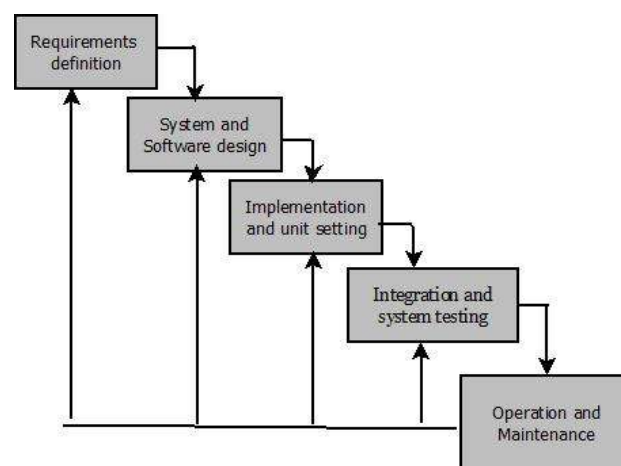 Requirements
definition
System and
Software design
Implementation
and unit setting
Integration and
system testing
Operation and
Maintenance